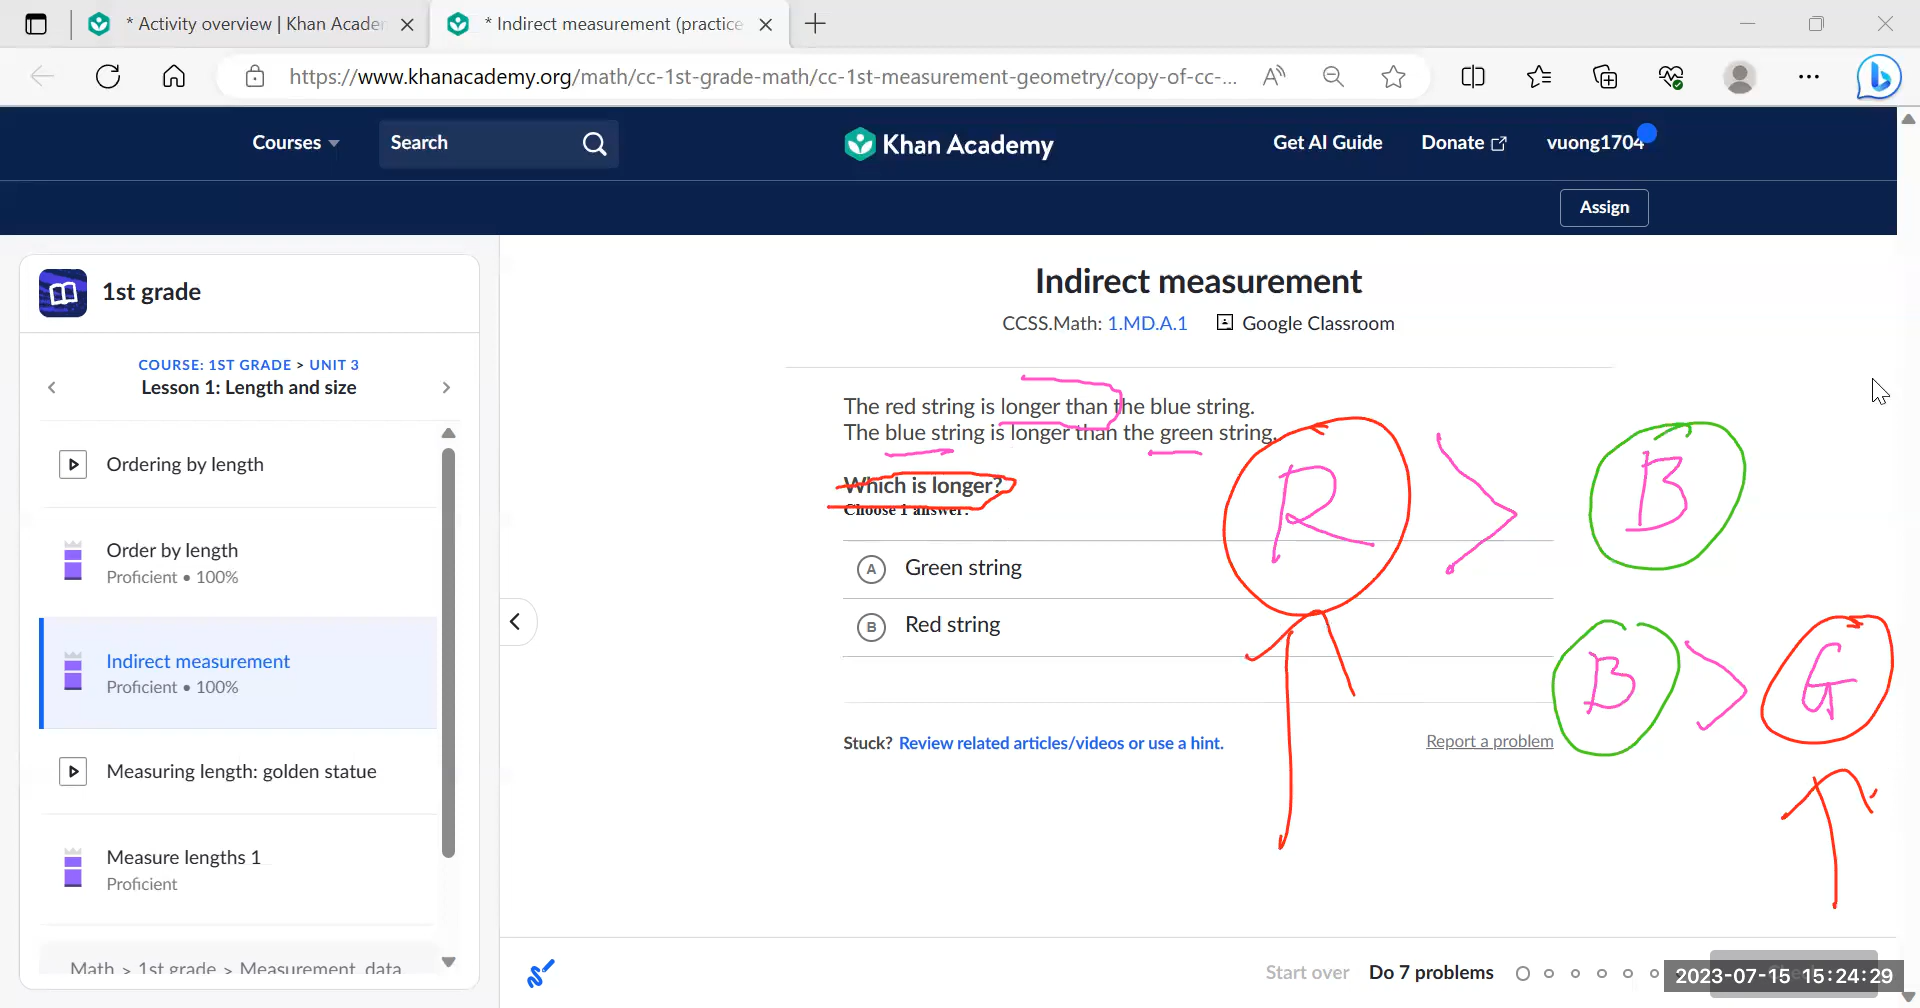 * Activity overview | Khan Acader
* Indirect measurement (practice
https://www.khanacademy.org/math/cc-1st-grade-math/cc-1st-measurement-geometry/copy-of-cc-...
Courses
Search
Khan Academy
Get AI Guide
Donate
vuong1704
Assign
1st grade
COURSE: 1ST GRADE > UNIT 3
Lesson 1: Length and size
Ordering by length
Order by length
Proficient • 100%
Indirect measurement
Proficient • 100%
Measuring length: golden statue
Measure lengths 1
Proficient
Math > 1st grade > Measurement, data,
Indirect measurement
CCSS.Math: 1.MD.A.1 Google Classroom
The red string is longer than the blue string.
The blue string is longer than the green string.
Which is longer?
Choose 1 answer:
A Green string
B Red string
R > B
B > G
Stuck? Review related articles/videos or use a hint.
Report a problem
Start over
Do 7 problems
2023-07-15 15:24:29